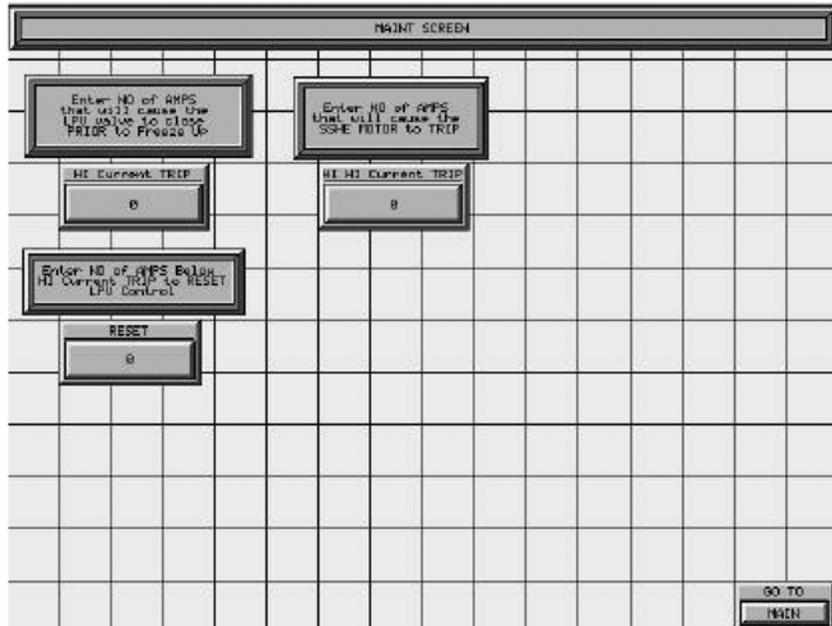 MAINT SCREEN
Enter NO of AMPS
that will cause the
LPV valve to close
PRIOR to Freeze Up
HI Current TRIP
0
Enter NO of AMPS
that will cause the
SSHE MOTOR to TRIP
HI HI Current TRIP
0
Enter NO of AMPS Below
HI Current TRIP to RESET
LPV Control
RESET
0
GO TO
MAIN